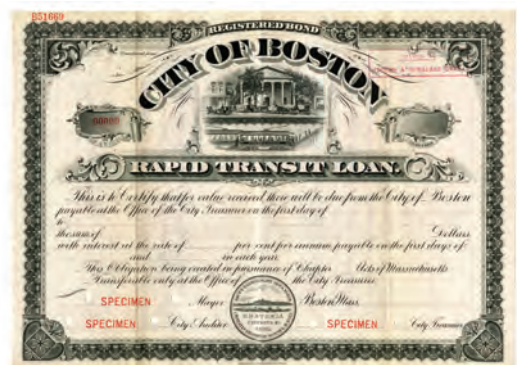 B51669
REGISTERED BOND
CITY OF BOSTON
00000
RAPID TRANSIT LOAN.
This is to Certify that for value received there will be due from the City of Boston
payable at the Office of the City Treasurer on the first day of
to
the sum of Dollars
with interest at the rate of per cent per annum payable on the first days of
and in each year
This Obligation being created in pursuance of Chapter Acts of Massachusetts
Transferable only at the Office of the City Treasurer
SPECIMEN Mayor Boston Mass.
BOSTONIA
SPECIMEN City Auditor SPECIMEN City Treasurer